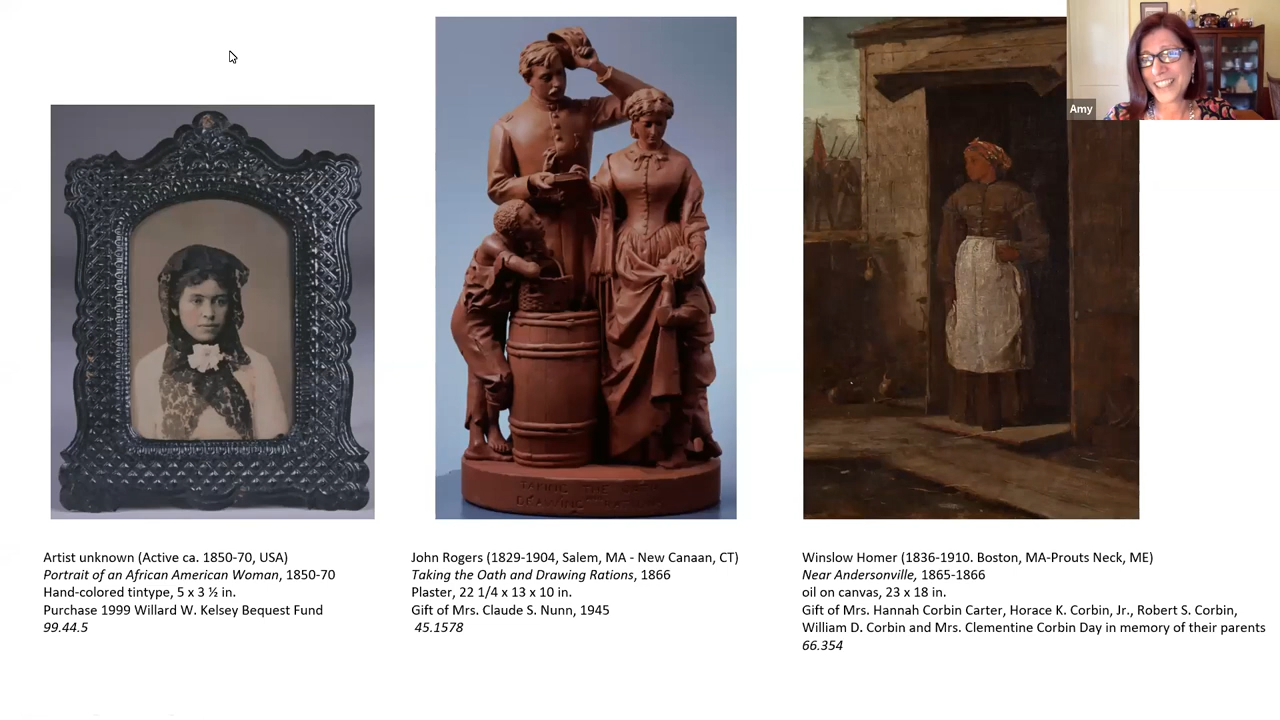 Amy
TAKING THE OATH
DRAWING RATIONS
Artist unknown (Active ca. 1850-70, USA)
Portrait of an African American Woman, 1850-70
Hand-colored tintype, 5 x 3 ½ in.
Purchase 1999 Willard W. Kelsey Bequest Fund
99.44.5
John Rogers (1829-1904, Salem, MA - New Canaan, CT)
Taking the Oath and Drawing Rations, 1866
Plaster, 22 1/4 x 13 x 10 in.
Gift of Mrs. Claude S. Nunn, 1945
45.1578
Winslow Homer (1836-1910. Boston, MA-Prouts Neck, ME)
Near Andersonville, 1865-1866
oil on canvas, 23 x 18 in.
Gift of Mrs. Hannah Corbin Carter, Horace K. Corbin, Jr., Robert S. Corbin,
William D. Corbin and Mrs. Clementine Corbin Day in memory of their parents
66.354